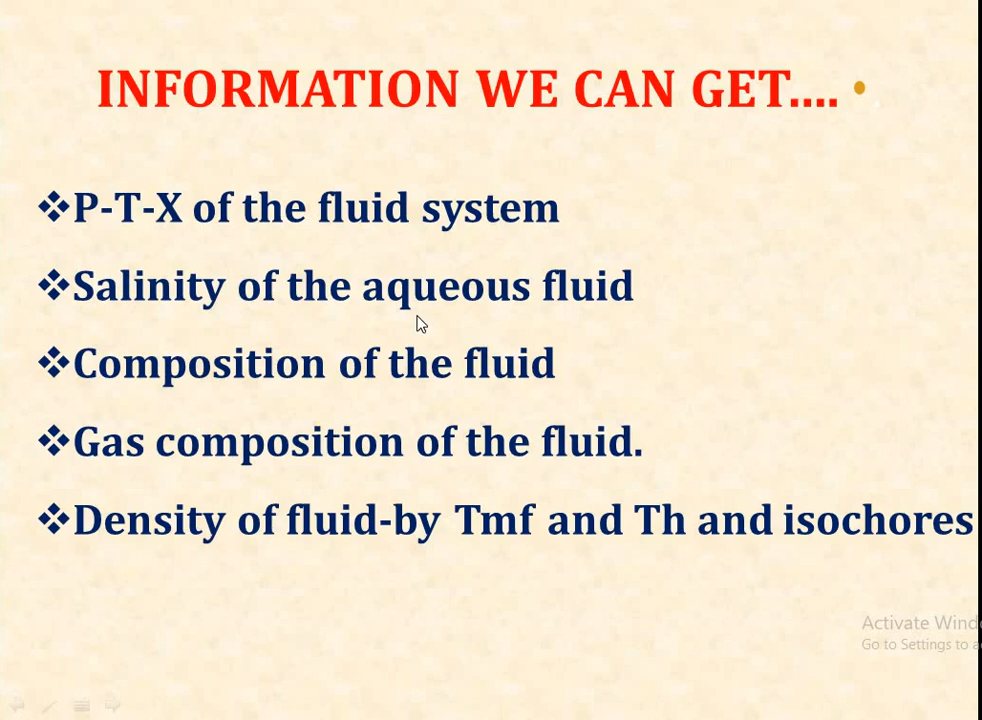 INFORMATION WE CAN GET.... •
❖P-T-X of the fluid system
❖Salinity of the aqueous fluid
❖Composition of the fluid
❖Gas composition of the fluid.
❖Density of fluid-by Tmf and Th and isochores
Activate
Go to Settings to